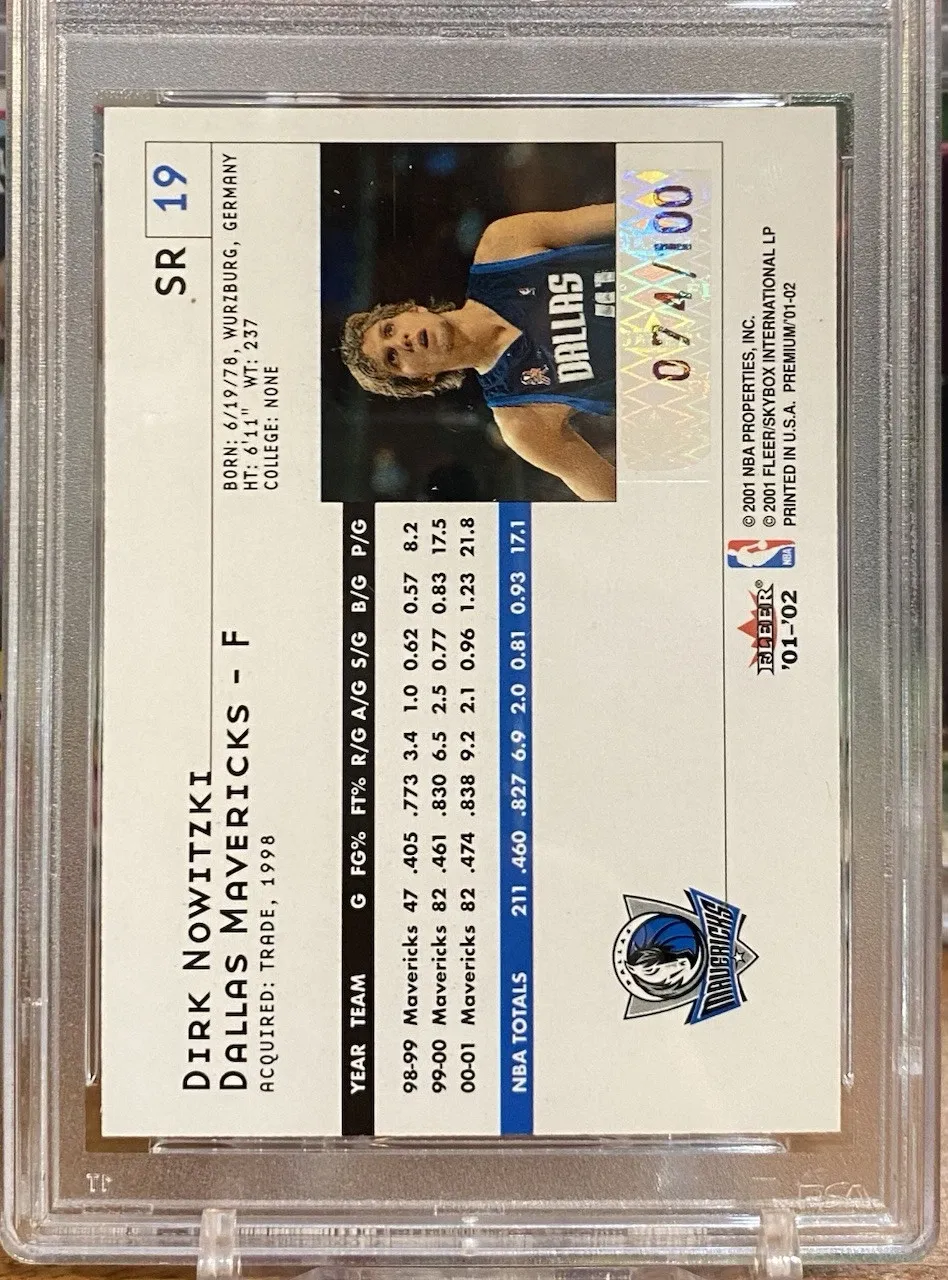 SR 19
DIRK NOWITZKI
DALLAS MAVERICKS - F
ACQUIRED: TRADE, 1998
BORN: 6/19/78, WURZBURG, GERMANY
HT: 6'11" WT: 237
COLLEGE: NONE
YEAR TEAM G FG% FT% R/G A/G S/G B/G P/G
98-99 Mavericks 47 .405 .773 3.4 1.0 0.62 0.57 8.2
99-00 Mavericks 82 .461 .830 6.5 2.5 0.77 0.83 17.5
00-01 Mavericks 82 .474 .838 9.2 2.1 0.96 1.23 21.8
NBA TOTALS 211 .460 .827 6.9 2.0 0.81 0.93 17.1
DALLAS
41
074/100
DALLAS
MAVERICKS
FLEER®
'01-'02
NBA
© 2001 NBA PROPERTIES, INC.
© 2001 FLEER/SKYBOX INTERNATIONAL LP
PRINTED IN U.S.A. PREMIUM/'01-02
PSA